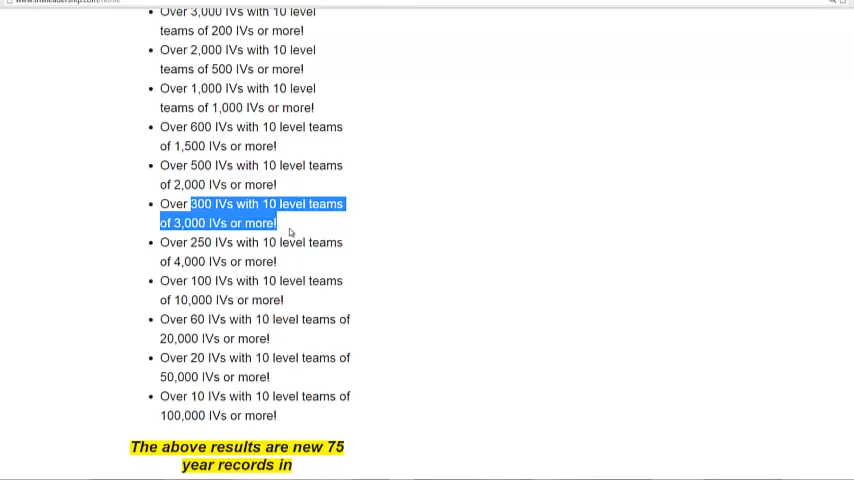 Over 3,000 IVs with 10 level
teams of 200 IVs or more!
Over 2,000 IVs with 10 level
teams of 500 IVs or more!
Over 1,000 IVs with 10 level
teams of 1,000 IVs or more!
Over 600 IVs with 10 level teams
of 1,500 IVs or more!
Over 500 IVs with 10 level teams
of 2,000 IVs or more!
Over 300 IVs with 10 level teams
of 3,000 IVs or more!
Over 250 IVs with 10 level teams
of 4,000 IVs or more!
Over 100 IVs with 10 level teams
of 10,000 IVs or more!
Over 60 IVs with 10 level teams of
20,000 IVs or more!
Over 20 IVs with 10 level teams of
50,000 IVs or more!
Over 10 IVs with 10 level teams of
100,000 IVs or more!
The above results are new 75
year records in